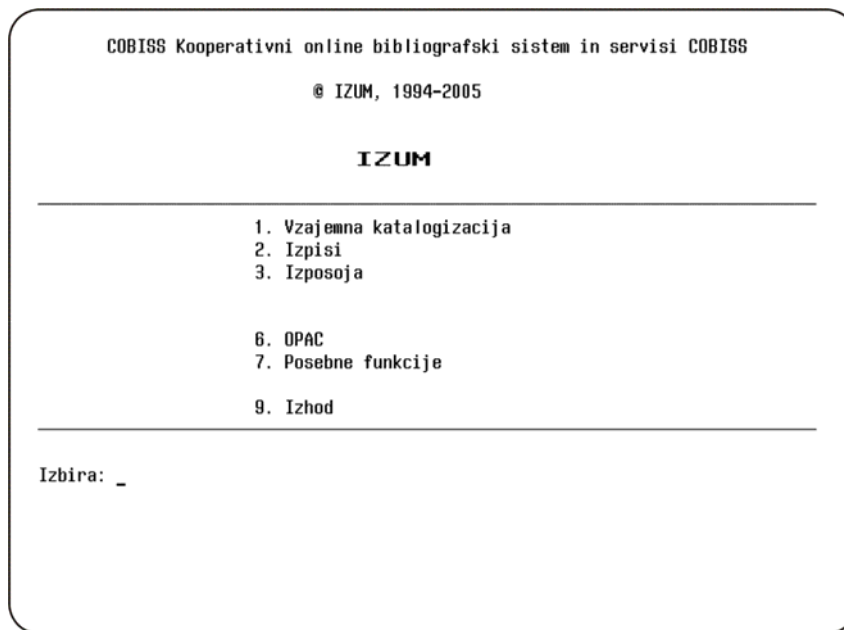 COBISS Kooperativni online bibliografski sistem in servisi COBISS
© IZUM, 1994-2005
IZUM
1. Vzajemna katalogizacija
2. Izpisi
3. Izposoja
6. OPAC
7. Posebne funkcije
9. Izhod
Izbira: _